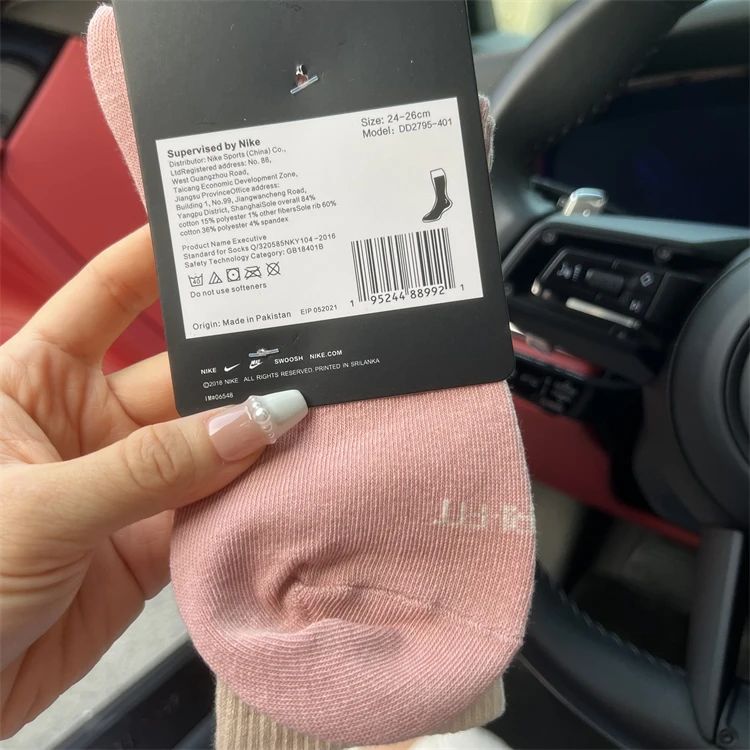 Supervised by Nike
Distributor: Nike Sports (China) Co.,
LtdRegistered address: No. 88,
West Guangzhou Road,
Taicang Economic Development Zone,
Jiangsu ProvinceOffice address:
Building 1, No.99, Jiangwancheng Road,
Yangpu District, ShanghaiSole overall 84%
cotton 15% polyester 1% other fibersSole rib 60%
cotton 36% polyester 4% spandex
Product Name Executive
Standard for Socks Q/320585NKY104-2016
Safety Technology Category: GB18401B
40
Do not use softeners
Origin: Made in Pakistan EIP 052021
Size: 24-26cm
Model: DD2795-401
1 95244 88992 1
NIKE SWOOSH NIKE.COM
©2018 NIKE ALL RIGHTS RESERVED. PRINTED IN SRILANKA
IM#06548